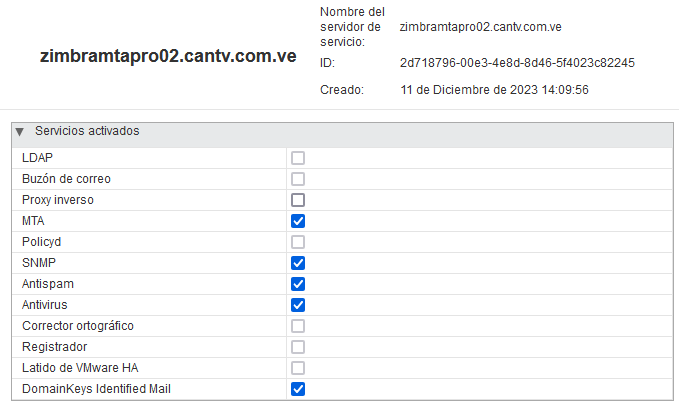 zimbramtapro02.cantv.com.ve
Nombre del
servidor de
servicio:
zimbramtapro02.cantv.com.ve
ID:
2d718796-00e3-4e8d-8d46-5f4023c82245
Creado:
11 de Diciembre de 2023 14:09:56
Servicios activados
LDAP
Buzón de correo
Proxy inverso
MTA
Policyd
SNMP
Antispam
Antivirus
Corrector ortográfico
Registrador
Latido de VMware HA
DomainKeys Identified Mail